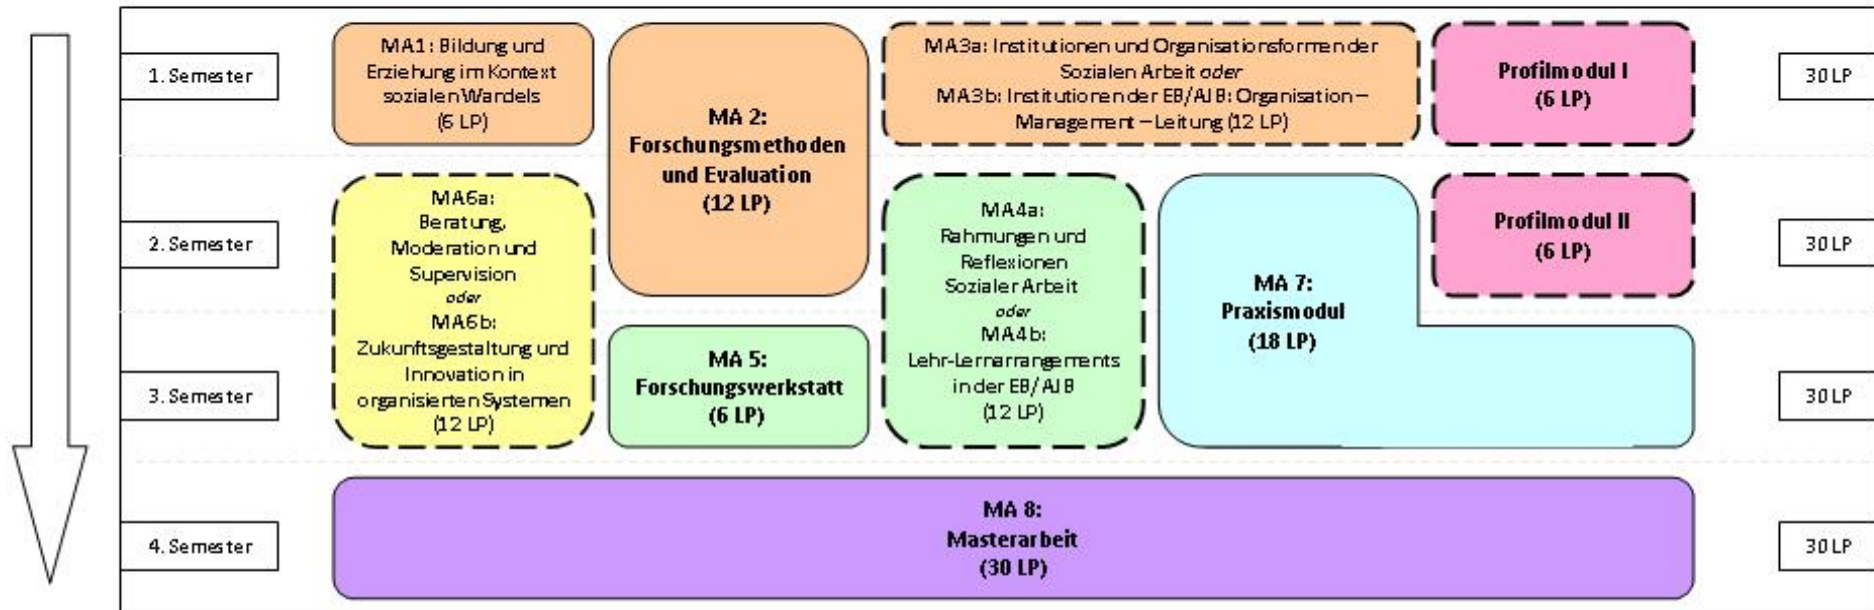 1. Semester
MA1: Bildung und
Erziehung im Kontext
sozialen Wandels
(6 LP)
MA 2:
Forschungsmethoden
und Evaluation
(12 LP)
MA3a: Institutionen und Organisationsformen der
Sozialen Arbeit oder
MA3b: Institutionen der EB/AJB: Organisation –
Management – Leitung (12 LP)
Profilmodul I
(6 LP)
30 LP
2. Semester
MA6a:
Beratung,
Moderation und
Supervision
oder
MA6b:
Zukunftsgestaltung und
Innovation in
organisierten Systemen
(12 LP)
MA4a:
Rahmungen und
Reflexionen
Sozialer Arbeit
oder
MA4b:
Lehr-Lernarrangements
in der EB/AJB
(12 LP)
MA 7:
Praxismodul
(18 LP)
Profilmodul II
(6 LP)
30 LP
3. Semester
MA 5:
Forschungswerkstatt
(6 LP)
30 LP
4. Semester
MA 8:
Masterarbeit
(30 LP)
30 LP